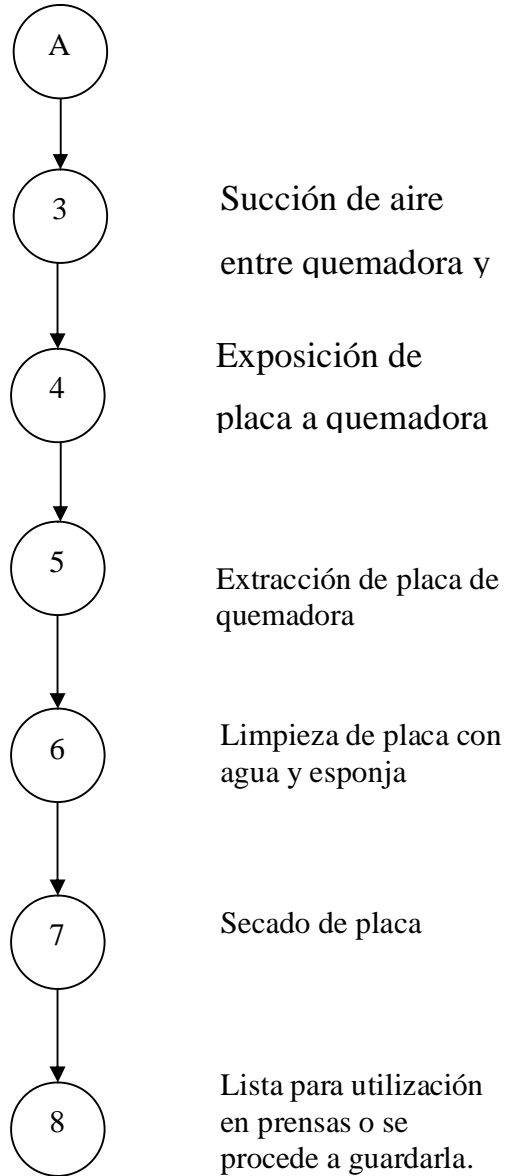 A
3
Succión de aire
entre quemadora y
4
Exposición de
placa a quemadora
5
Extracción de placa de
quemadora
6
Limpieza de placa con
agua y esponja
7
Secado de placa
8
Lista para utilización
en prensas o se
procede a guardarla.